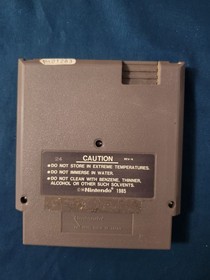 CAUTION
REV-A
•DO NOT STORE IN EXTREME TEMPERATURES.
•DO NOT IMMERSE IN WATER.
•DO NOT CLEAN WITH BENZENE, THINNER,
ALCOHOL OR OTHER SUCH SOLVENTS.
©Nintendo® 1985